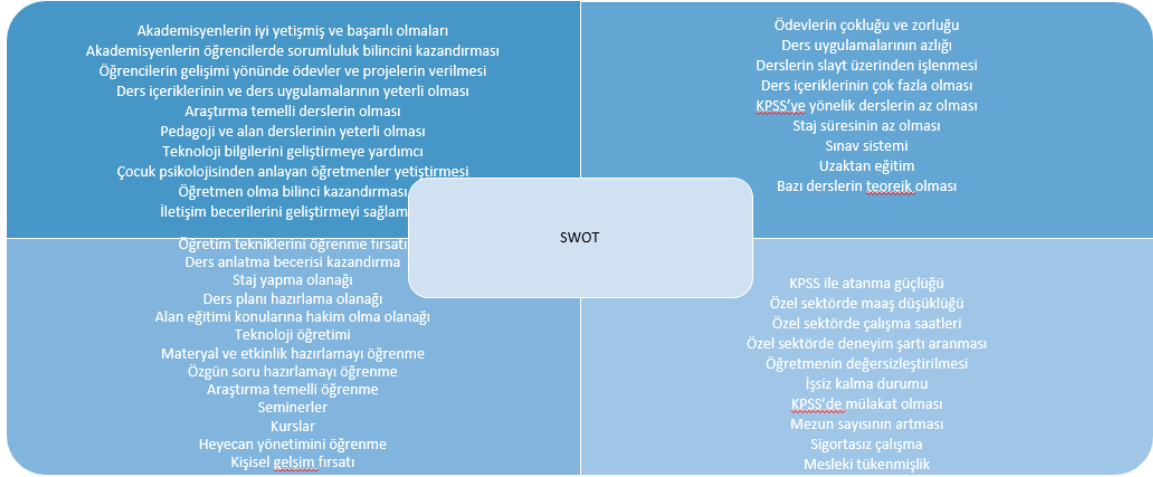 Akademisyenlerin iyi yetişmiş ve başarılı olmaları
Akademisyenlerin öğrencilerde sorumluluk bilincini kazandırması
Öğrencilerin gelişimi yönünde ödevler ve projelerin verilmesi
Ders içeriklerinin ve ders uygulamalarının yeterli olması
Araştırma temelli derslerin olması
Pedagoji ve alan derslerinin yeterli olması
Teknoloji bilgilerini geliştirmeye yardımcı
Çocuk psikolojisinden anlayan öğretmenler yetiştirmesi
Öğretmen olma bilinci kazandırması
İletişim becerilerini geliştirmeyi sağlam
Ödevlerin çokluğu ve zorluğu
Ders uygulamalarının azlığı
Derslerin slayt üzerinden işlenmesi
Ders içeriklerinin çok fazla olması
KPSS'ye yönelik derslerin az olması
Staj süresinin az olması
Sınav sistemi
Uzaktan eğitim
Bazı derslerin teoreik olması
SWOT
Öğretim tekniklerini öğrenme fırsatı
Ders anlatma becerisi kazandırma
Staj yapma olanağı
Ders planı hazırlama olanağı
Alan eğitimi konularına hakim olma olanağı
Teknoloji öğretimi
Materyal ve etkinlik hazırlamayı öğrenme
Özgün soru hazırlamayı öğrenme
Araştırma temelli öğrenme
Seminerler
Kurslar
Heyecan yönetimini öğrenme
Kişisel gelşim fırsatı
KPSS ile atanma güçlüğü
Özel sektörde maaş düşüklüğü
Özel sektörde çalışma saatleri
Özel sektörde deneyim şartı aranması
Öğretmenin değersizleştirilmesi
İşsiz kalma durumu
KPSS'de mülakat olması
Mezun sayısının artması
Sigortasız çalışma
Mesleki tükenmişlik